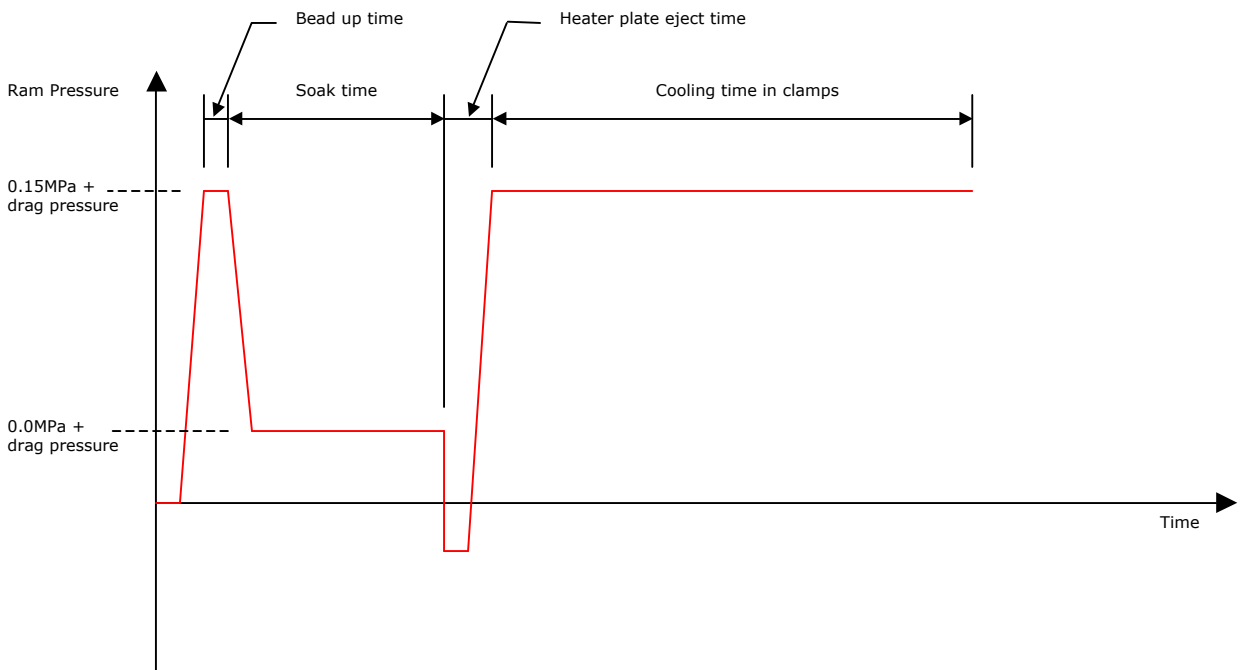 Bead up time
Heater plate eject time
Ram Pressure
Soak time
Cooling time in clamps
0.15MPa +
drag pressure
0.0MPa +
drag pressure
Time